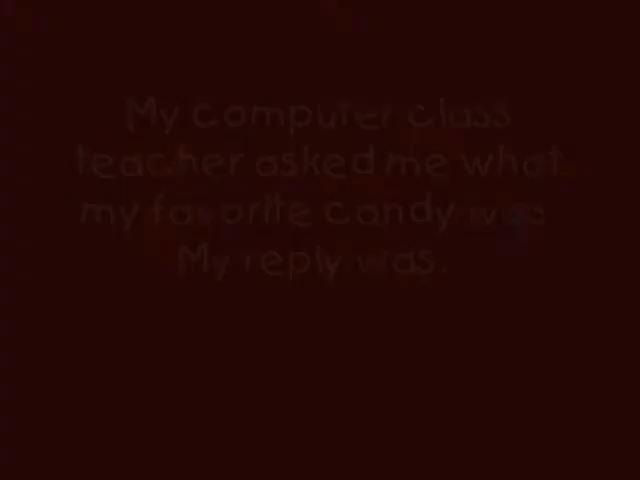 My computer class
teacher asked me what
my favorite candy was
My reply was.